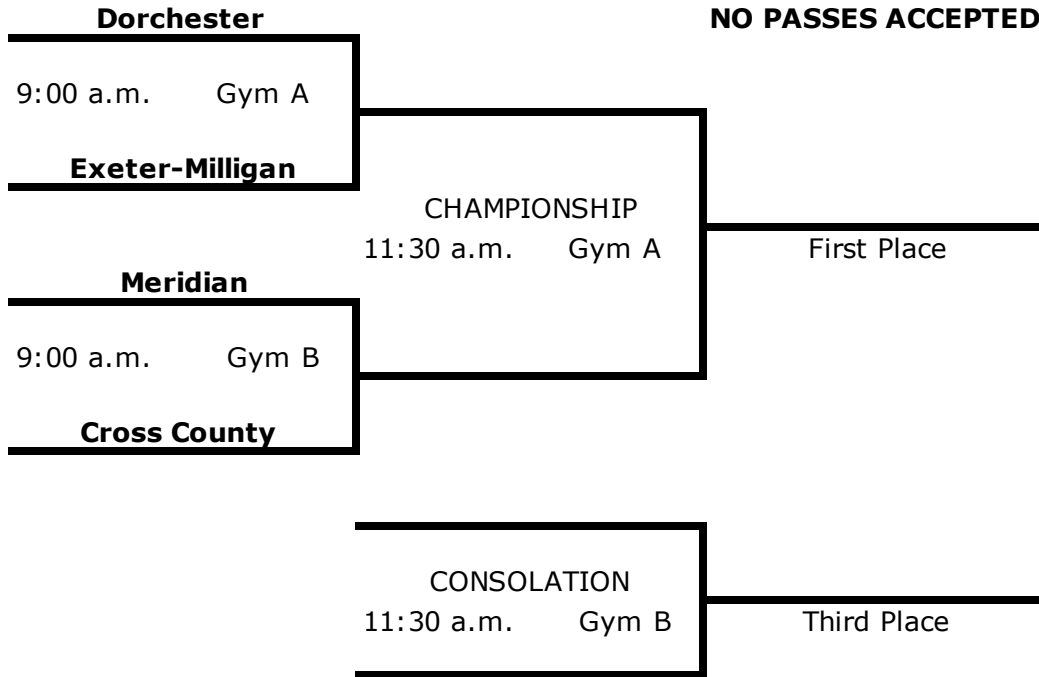 Dorchester NO PASSES ACCEPTED
9:00 a.m. Gym A
Exeter-Milligan
CHAMPIONSHIP
11:30 a.m. Gym A First Place
Meridian
9:00 a.m. Gym B
Cross County
CONSOLATION
11:30 a.m. Gym B Third Place